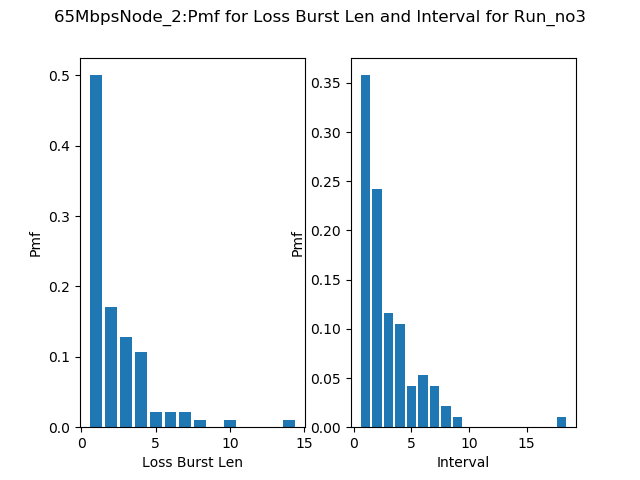 65MbpsNode_2:Pmf for Loss Burst Len and Interval for Run_no3
0.5
0.4
0.3
0.2
0.1
0.0
Pmf
0 5 10 15
Loss Burst Len
0.35
0.30
0.25
0.20
0.15
0.10
0.05
0.00
Pmf
0 5 10 15
Interval